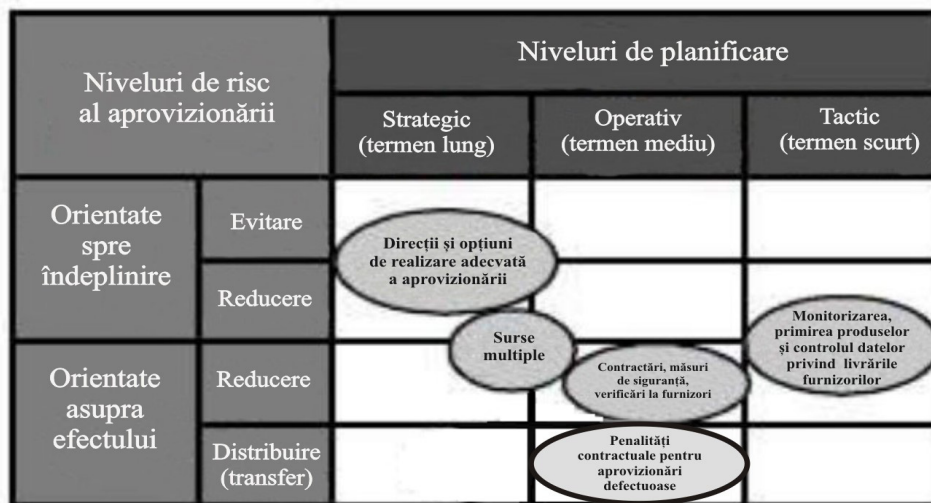 Niveluri de risc
al aprovizionării
Niveluri de planificare
Strategic
(termen lung)
Operativ
(termen mediu)
Tactic
(termen scurt)
Orientate
spre
îndeplinire
Evitare
Reducere
Direcții și opțiuni
de realizare adecvată
a aprovizionării
Surse
multiple
Monitorizarea,
primirea produselor
și controlul datelor
privind livrările
furnizorilor
Orientate
asupra
efectului
Reducere
Distribuire
(transfer)
Contractări, măsuri
de siguranță,
verificări la furnizori
Penalități
contractuale pentru
aprovizionări
defectuoase